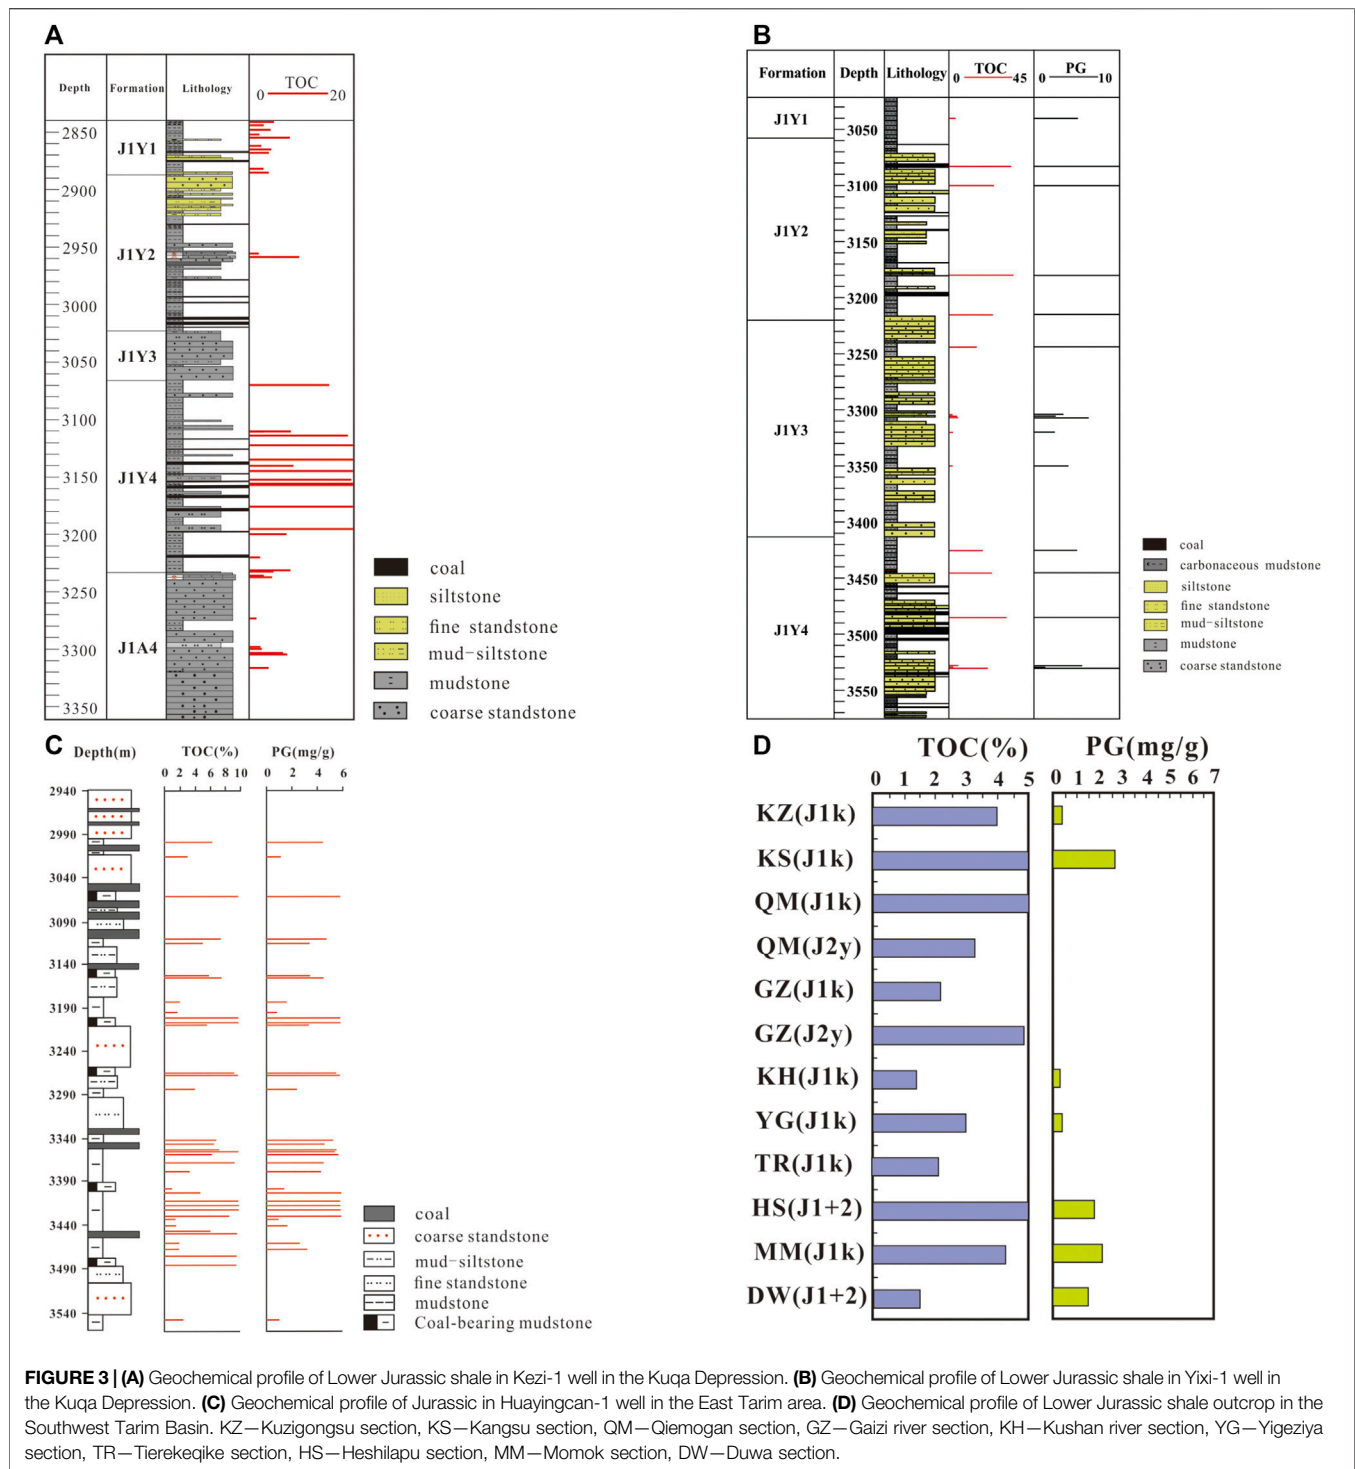 A
Depth Formation Lithology TOC
0 20
2850
2900
2950
3000
3050
3100
3150
3200
3250
3300
3350
J1Y1
J1Y2
J1Y3
J1Y4
J1A4
coal
siltstone
fine standstone
mud-siltstone
mudstone
coarse standstone
B
Formation Depth Lithology TOC PG
0 45 0 10
3050
3100
3150
3200
3250
3300
3350
3400
3450
3500
3550
J1Y1
J1Y2
J1Y3
J1Y4
coal
carbonaceous mudstone
siltstone
fine standstone
mud-siltstone
mudstone
coarse standstone
C
Depth(m) TOC(%) PG(mg/g)
0 2 4 6 8 10 0 2 4 6
2940
2990
3040
3090
3140
3190
3240
3290
3340
3390
3440
3490
3540
coal
coarse standstone
mud-siltstone
fine standstone
mudstone
Coal-bearing mudstone
D
TOC(%) PG(mg/g)
0 1 2 3 4 5 0 1 2 3 4 5 6 7
KZ(J1k)
KS(J1k)
QM(J1k)
QM(J2y)
GZ(J1k)
GZ(J2y)
KH(J1k)
YG(J1k)
TR(J1k)
HS(J1+2)
MM(J1k)
DW(J1+2)
FIGURE 3 | (A) Geochemical profile of Lower Jurassic shale in Kezi-1 well in the Kuqa Depression. (B) Geochemical profile of Lower Jurassic shale in Yixi-1 well in
the Kuqa Depression. (C) Geochemical profile of Jurassic in Huayingcan-1 well in the East Tarim area. (D) Geochemical profile of Lower Jurassic shale outcrop in the
Southwest Tarim Basin. KZ—Kuzigongsu section, KS—Kangsu section, QM—Qiemogan section, GZ—Gaizi river section, KH—Kushan river section, YG—Yigeziya
section, TR—Tierekeqike section, HS—Heshilapu section, MM—Momok section, DW—Duwa section.